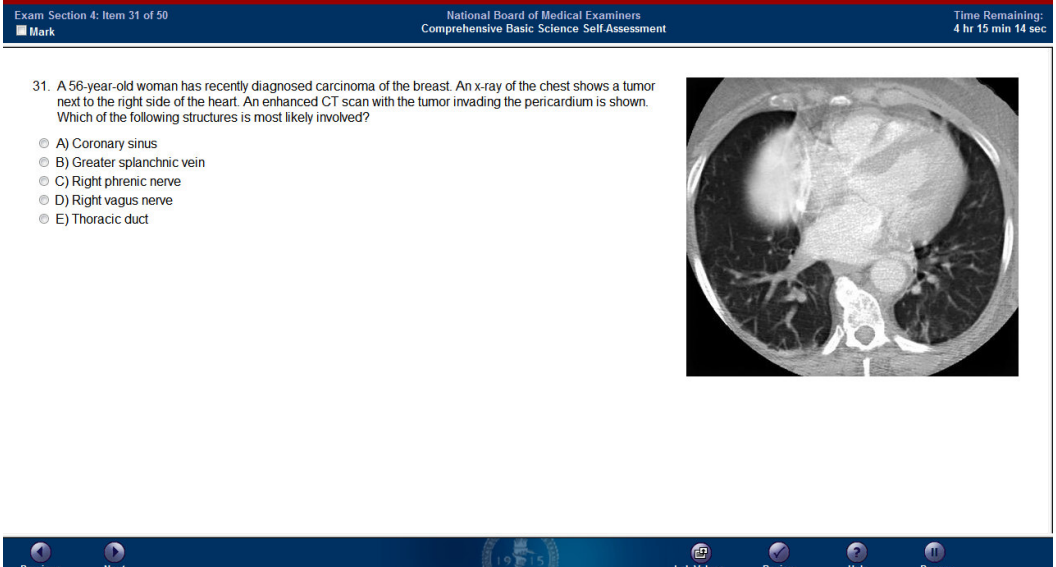 Exam Section 4: Item 31 of 50
National Board of Medical Examiners
Time Remaining:
Mark
Comprehensive Basic Science Self-Assessment
4 hr 15 min 14 sec
31. A 56-year-old woman has recently diagnosed carcinoma of the breast. An x-ray of the chest shows a tumor
next to the right side of the heart. An enhanced CT scan with the tumor invading the pericardium is shown.
Which of the following structures is most likely involved?
A) Coronary sinus
B) Greater splanchnic vein
C) Right phrenic nerve
D) Right vagus nerve
E) Thoracic duct
1915